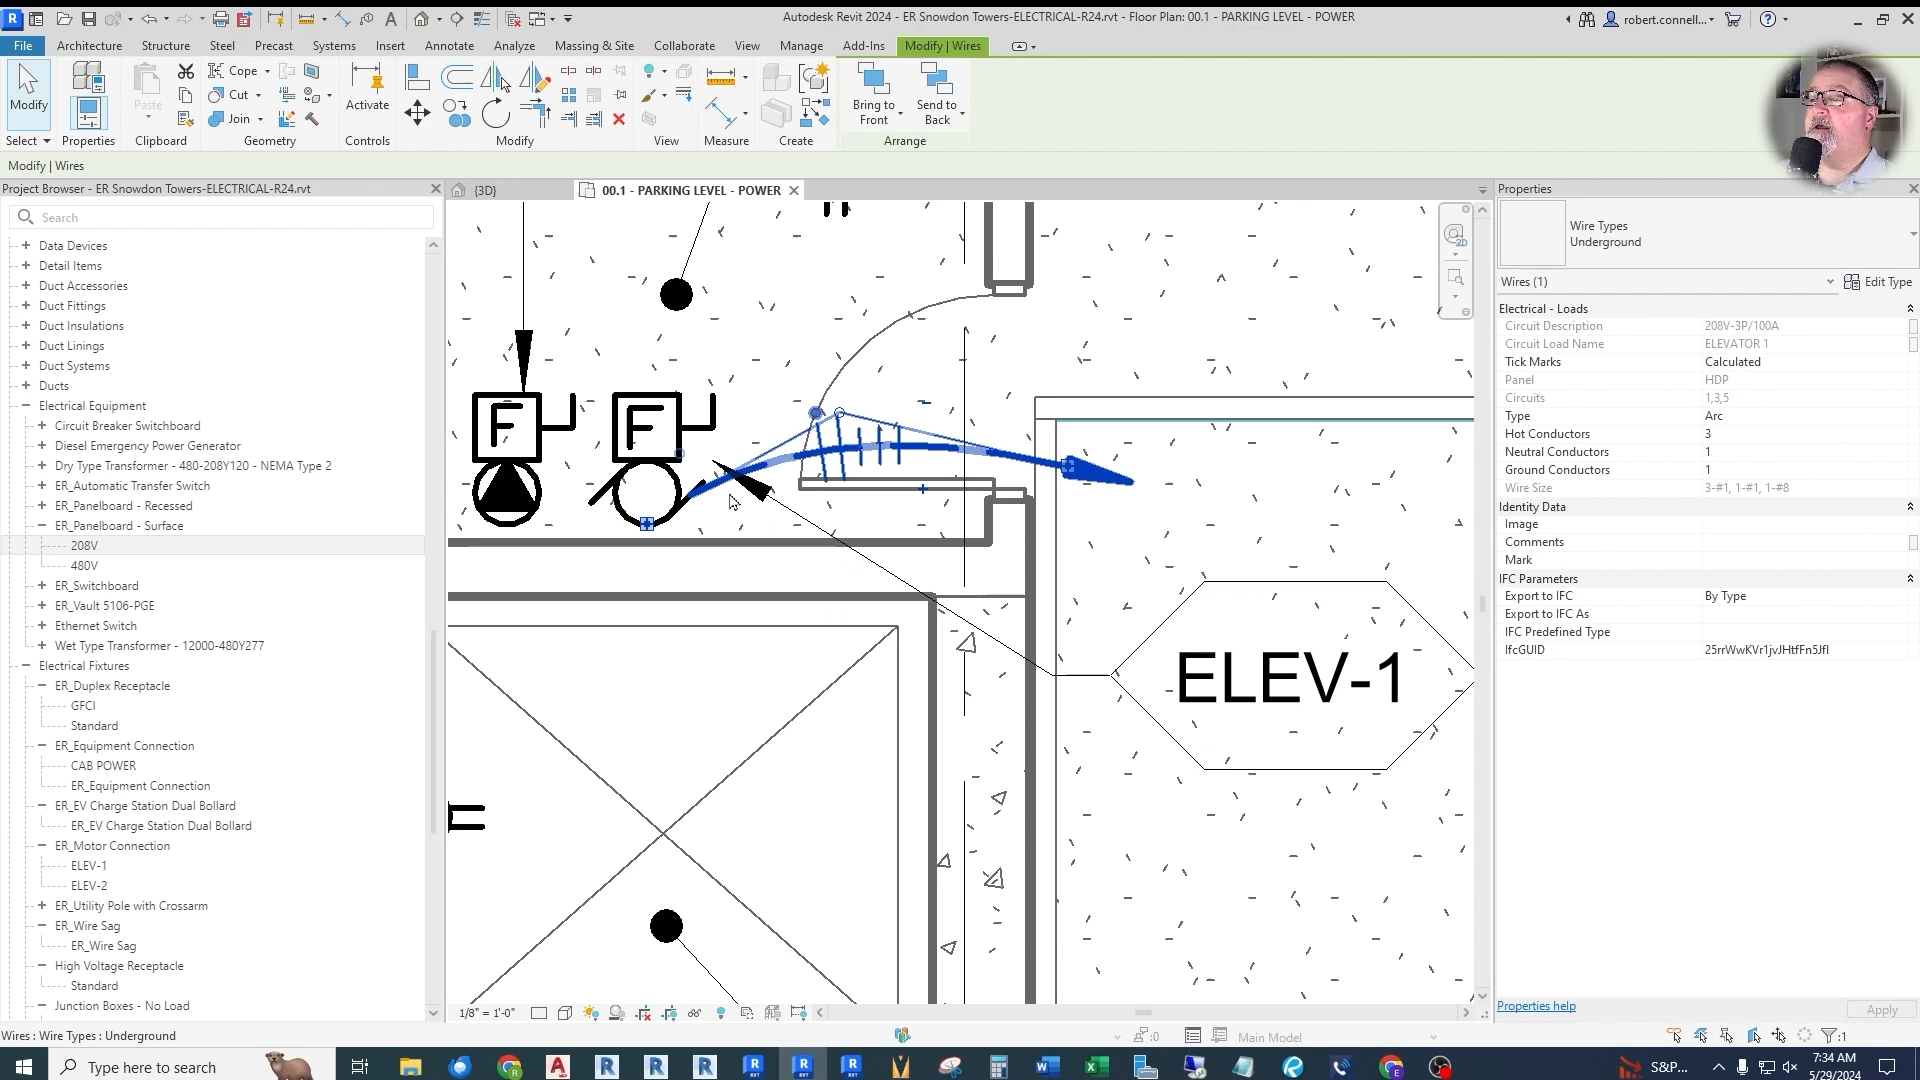 Autodesk Revit 2024 - ER Snowdon Towers-ELECTRICAL-R24.rvt - Floor Plan: 00.1 - PARKING LEVEL - POWER
robert.connell...
File Architecture Structure Steel Precast Systems Insert Annotate Analyze Massing & Site Collaborate View Manage Add-Ins Modify | Wires
Modify
Paste
Cope
Cut
Join
Activate
Bring to Front
Send to Back
Select Properties Clipboard Geometry Controls Modify View Measure Create Arrange
Modify | Wires
Project Browser - ER Snowdon Towers-ELECTRICAL-R24.rvt
Search
Data Devices
Detail Items
Duct Accessories
Duct Fittings
Duct Insulations
Duct Linings
Duct Systems
Ducts
Electrical Equipment
Circuit Breaker Switchboard
Diesel Emergency Power Generator
Dry Type Transformer - 480-208Y120 - NEMA Type 2
ER_Automatic Transfer Switch
ER_Panelboard - Recessed
ER_Panelboard - Surface
208V
480V
ER_Switchboard
ER_Vault 5106-PGE
Ethernet Switch
Wet Type Transformer - 12000-480Y277
Electrical Fixtures
ER_Duplex Receptacle
GFCI
Standard
ER_Equipment Connection
CAB POWER
ER_Equipment Connection
ER_EV Charge Station Dual Bollard
ER_EV Charge Station Dual Bollard
ER_Motor Connection
ELEV-1
ELEV-2
ER_Utility Pole with Crossarm
ER_Wire Sag
ER_Wire Sag
High Voltage Receptacle
Standard
Junction Boxes - No Load
{3D}
00.1 - PARKING LEVEL - POWER
2D
F
F
ELEV-1
1/8" = 1'-0"
Properties
Wire Types
Underground
Wires (1)
Edit Type
Electrical - Loads
Circuit Description 208V-3P/100A
Circuit Load Name ELEVATOR 1
Tick Marks Calculated
Panel HDP
Circuits 1,3,5
Type Arc
Hot Conductors 3
Neutral Conductors 1
Ground Conductors 1
Wire Size 3-#1, 1-#1, 1-#8
Identity Data
Image
Comments
Mark
IFC Parameters
Export to IFC By Type
Export to IFC As
IFC Predefined Type
IfcGUID 25rrWwKVr1jvJHtfFn5JfI
Properties help
Apply
Wires : Wire Types : Underground
:0
Main Model
:1
Type here to search
S&P...
7:34 AM
5/29/2024